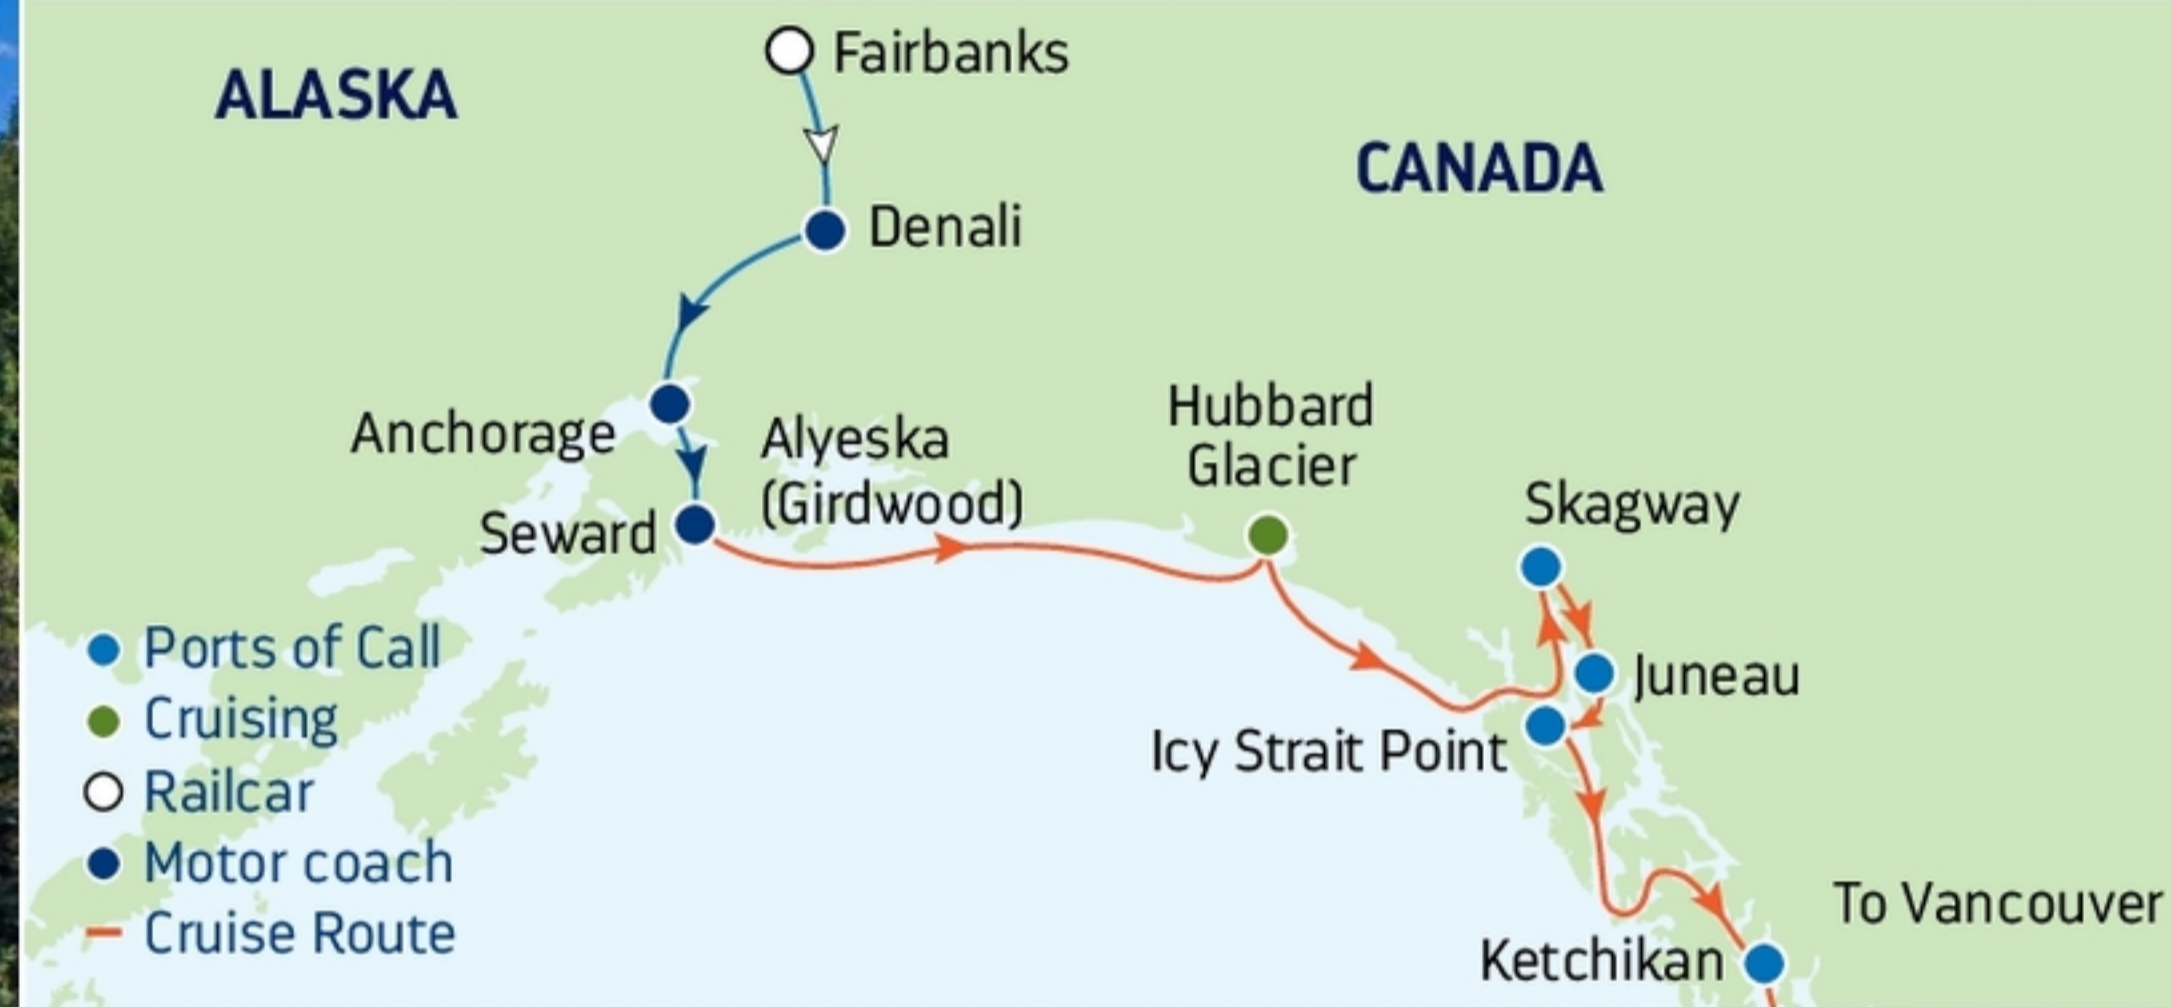 Fairbanks
ALASKA
CANADA
Denali
Hubbard
Glacier
Anchorage
Alyeska
(Girdwood)
Skagway
Seward
Ports of Call
Cruising
Railcar
Motor coach
Cruise Route
Juneau
Icy Strait Point
To Vancouver
Ketchikan